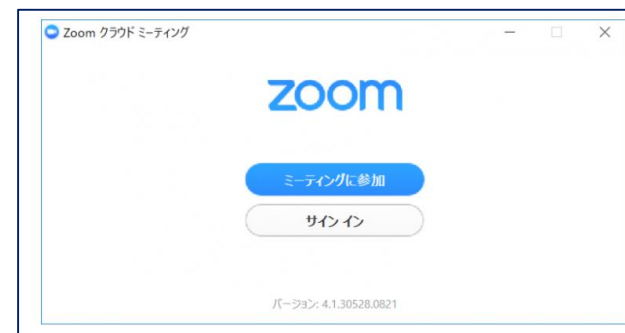 Zoom クラウド ミーティング
zoom
ミーティングに参加
サイン イン
バージョン: 4.1.30528.0821